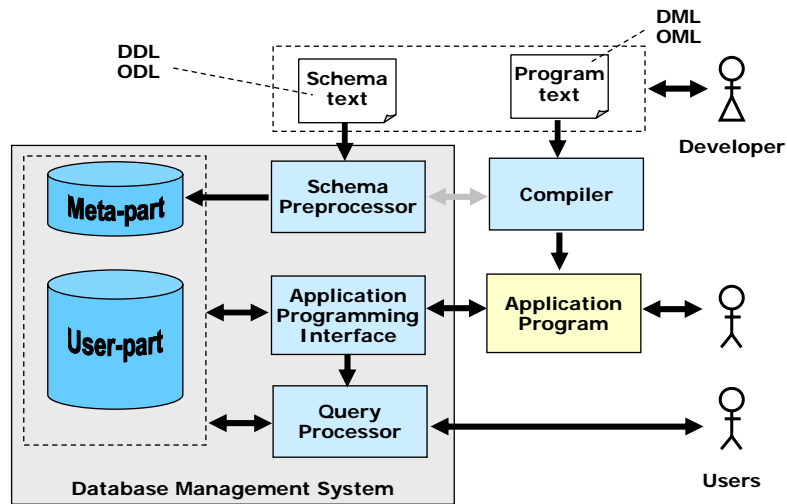 DML
OML
DDL
ODL
Schema
text
Program
text
Developer
Meta-part
Schema
Preprocessor
Compiler
User-part
Application
Programming
Interface
Application
Program
Query
Processor
Users
Database Management System